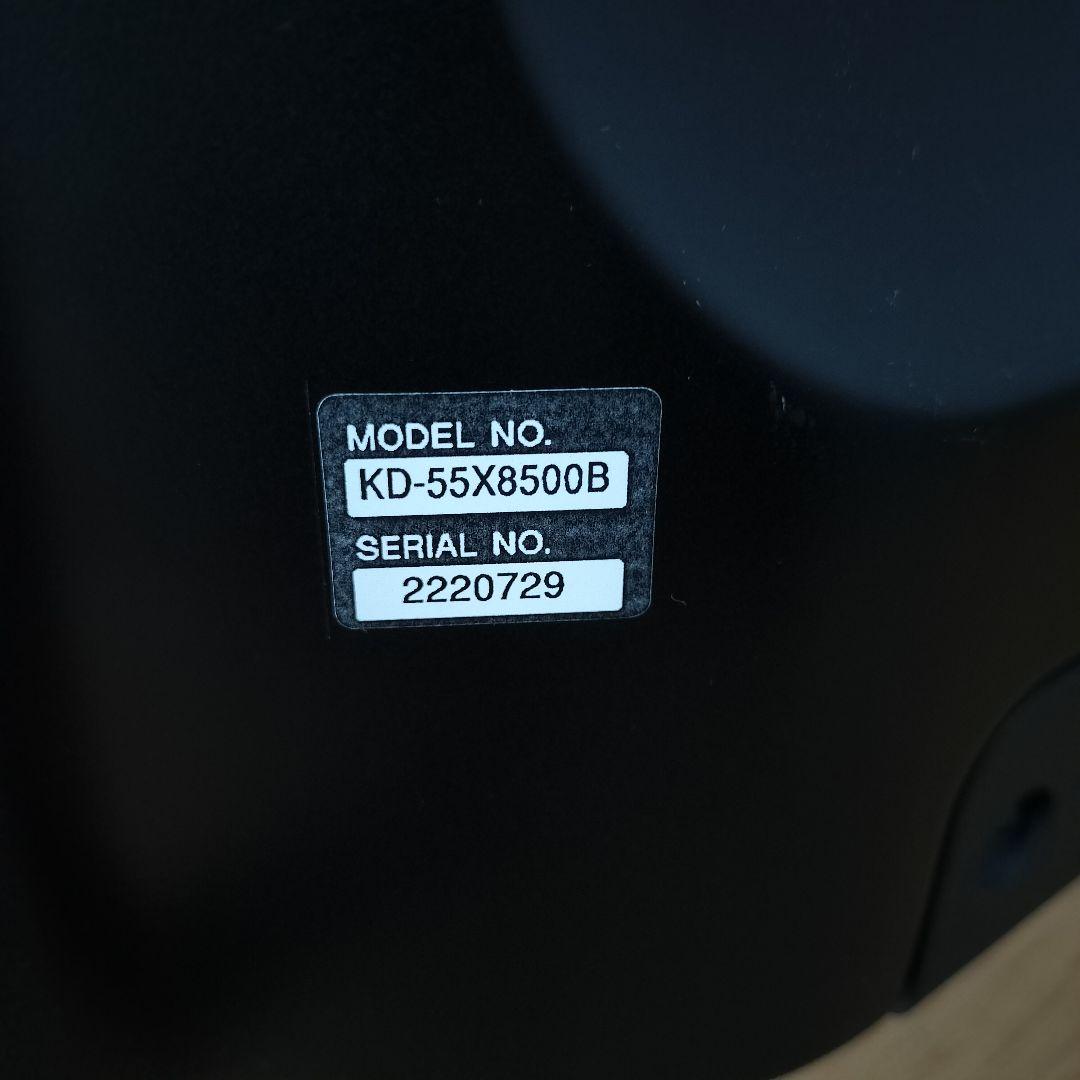 MODEL NO.
KD-55X8500B
SERIAL NO.
2220729